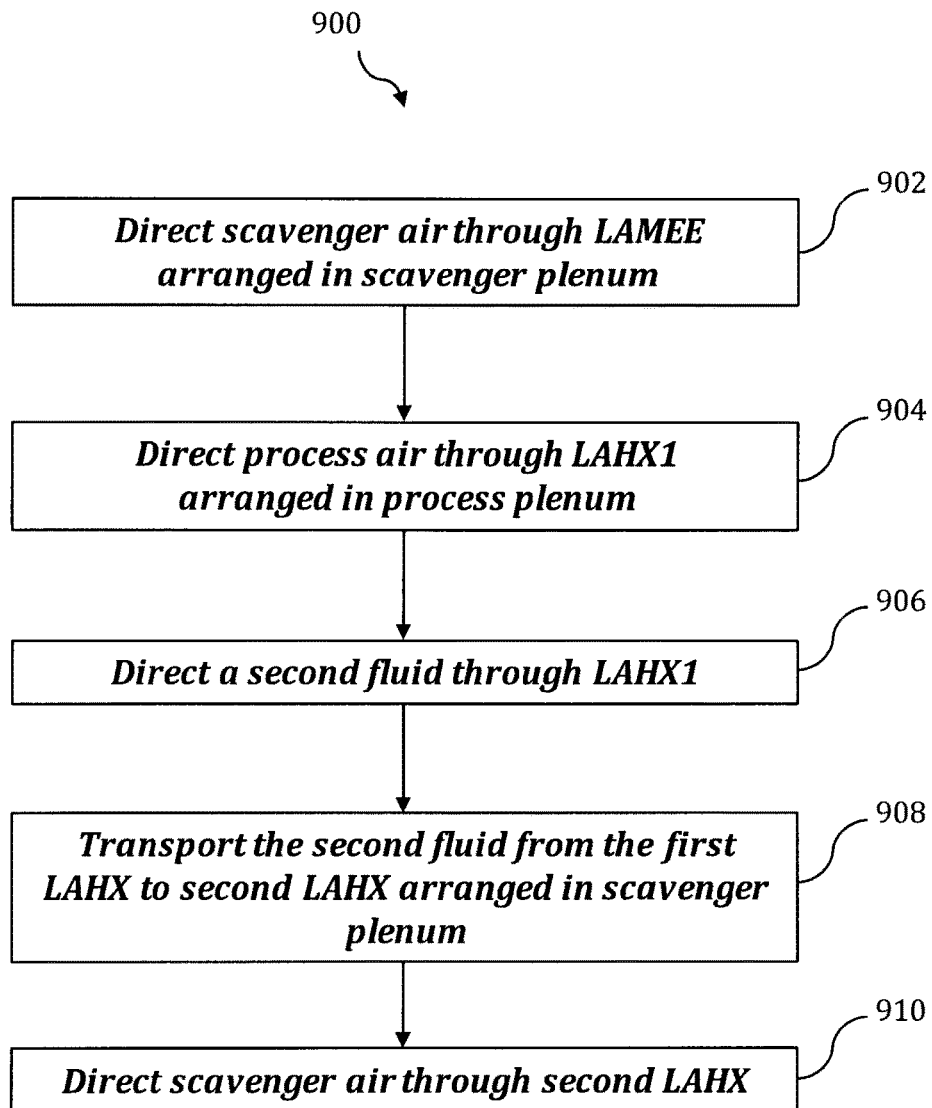 900
902
Direct scavenger air through LAMEE
arranged in scavenger plenum
904
Direct process air through LAHX1
arranged in process plenum
906
Direct a second fluid through LAHX1
908
Transport the second fluid from the first
LAHX to second LAHX arranged in scavenger
plenum
910
Direct scavenger air through second LAHX